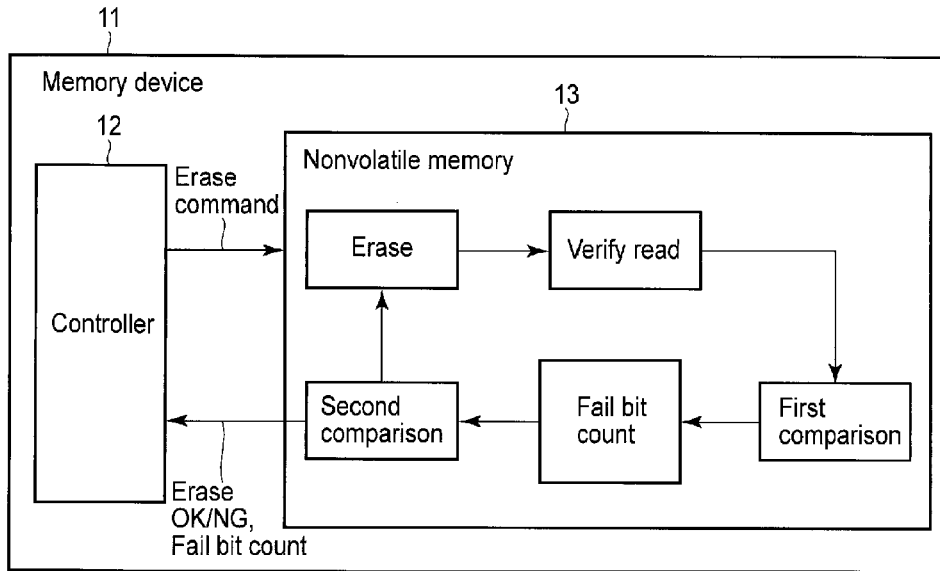 11
Memory device
13
12
Nonvolatile memory
Erase
command
Erase
Verify read
Controller
Second
comparison
Fail bit
count
First
comparison
Erase
OK/NG,
Fail bit count